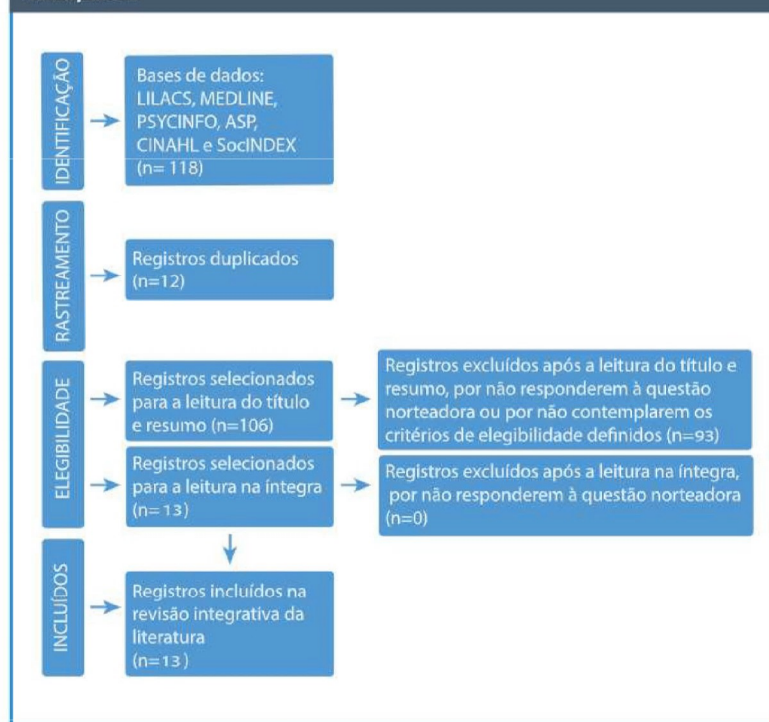 IDENTIFICAÇÃO
Bases de dados:
LILACS, MEDLINE,
PSYCINFO, ASP,
CINAHL e SocINDEX
(n= 118)
RASTREAMENTO
Registros duplicados
(n=12)
ELEGIBILIDADE
Registros selecionados
para a leitura do título
e resumo (n=106)
Registros excluídos após a leitura do título e
resumo, por não responderem à questão
norteadora ou por não contemplarem os
critérios de elegibilidade definidos (n=93)
Registros selecionados
para a leitura na íntegra
(n= 13)
Registros excluídos após a leitura na íntegra,
por não responderem à questão norteadora
(n=0)
INCLUÍDOS
Registros incluídos na
revisão integrativa da
literatura
(n=13 )